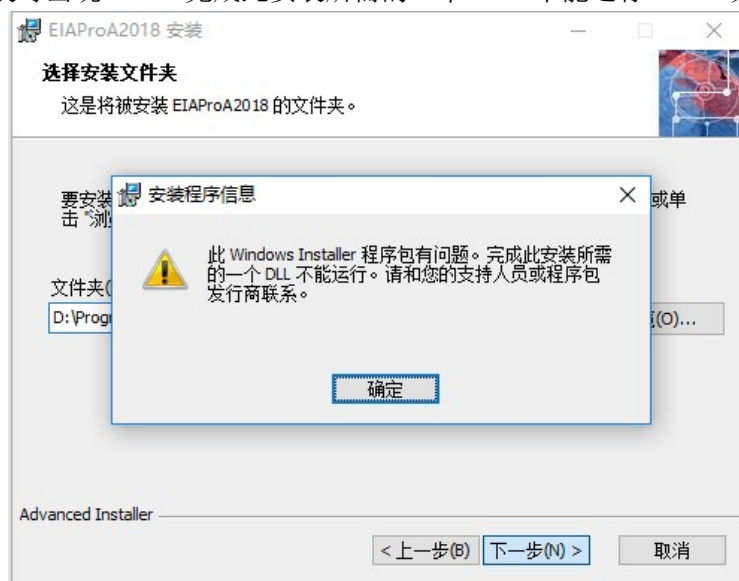 EIAProA2018 安装
选择安装文件夹
这是将被安装 EIAProA2018 的文件夹。
要安装
或单
击 "浏
安装程序信息
此 Windows Installer 程序包有问题。完成此安装所需
的一个 DLL 不能运行。请和您的支持人员或程序包
发行商联系。
文件夹(
D:\Progr
(O)...
确定
Advanced Installer
< 上一步(B)
下一步(N) >
取消